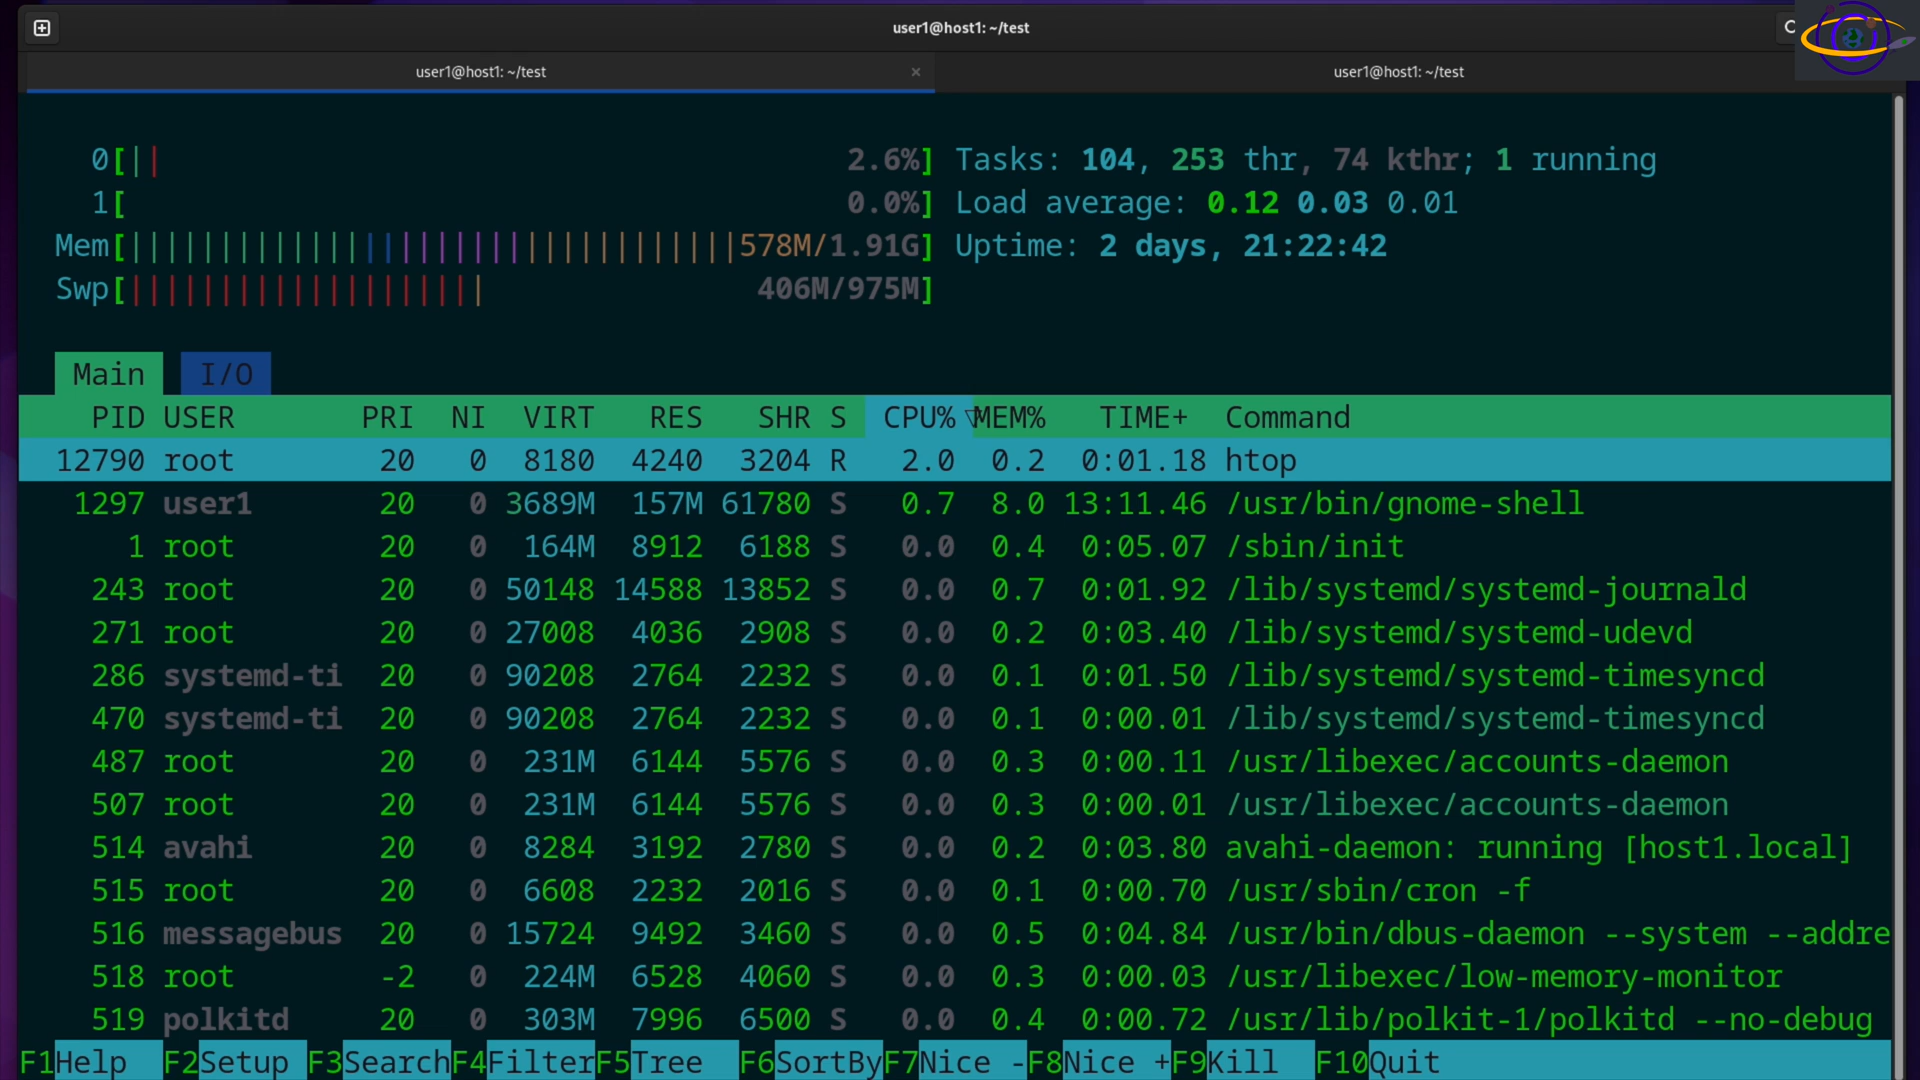 user1@host1: ~/test
user1@host1: ~/test × user1@host1: ~/test
0[|| 2.6%] Tasks: 104, 253 thr, 74 kthr; 1 running
1[ 0.0%] Load average: 0.12 0.03 0.01
Mem[||||||||||||||||||||||||||||||||||578M/1.91G] Uptime: 2 days, 21:22:42
Swp[|||||||||||||||||||| 406M/975M]
Main I/O
PID USER PRI NI VIRT RES SHR S CPU%▽MEM% TIME+ Command
12790 root 20 0 8180 4240 3204 R 2.0 0.2 0:01.18 htop
1297 user1 20 0 3689M 157M 61780 S 0.7 8.0 13:11.46 /usr/bin/gnome-shell
1 root 20 0 164M 8912 6188 S 0.0 0.4 0:05.07 /sbin/init
243 root 20 0 50148 14588 13852 S 0.0 0.7 0:01.92 /lib/systemd/systemd-journald
271 root 20 0 27008 4036 2908 S 0.0 0.2 0:03.40 /lib/systemd/systemd-udevd
286 systemd-ti 20 0 90208 2764 2232 S 0.0 0.1 0:01.50 /lib/systemd/systemd-timesyncd
470 systemd-ti 20 0 90208 2764 2232 S 0.0 0.1 0:00.01 /lib/systemd/systemd-timesyncd
487 root 20 0 231M 6144 5576 S 0.0 0.3 0:00.11 /usr/libexec/accounts-daemon
507 root 20 0 231M 6144 5576 S 0.0 0.3 0:00.01 /usr/libexec/accounts-daemon
514 avahi 20 0 8284 3192 2780 S 0.0 0.2 0:03.80 avahi-daemon: running [host1.local]
515 root 20 0 6608 2232 2016 S 0.0 0.1 0:00.70 /usr/sbin/cron -f
516 messagebus 20 0 15724 9492 3460 S 0.0 0.5 0:04.84 /usr/bin/dbus-daemon --system --addre
518 root -2 0 224M 6528 4060 S 0.0 0.3 0:00.03 /usr/libexec/low-memory-monitor
519 polkitd 20 0 303M 7996 6500 S 0.0 0.4 0:00.72 /usr/lib/polkit-1/polkitd --no-debug
F1Help F2Setup F3SearchF4FilterF5Tree F6SortByF7Nice -F8Nice +F9Kill F10Quit